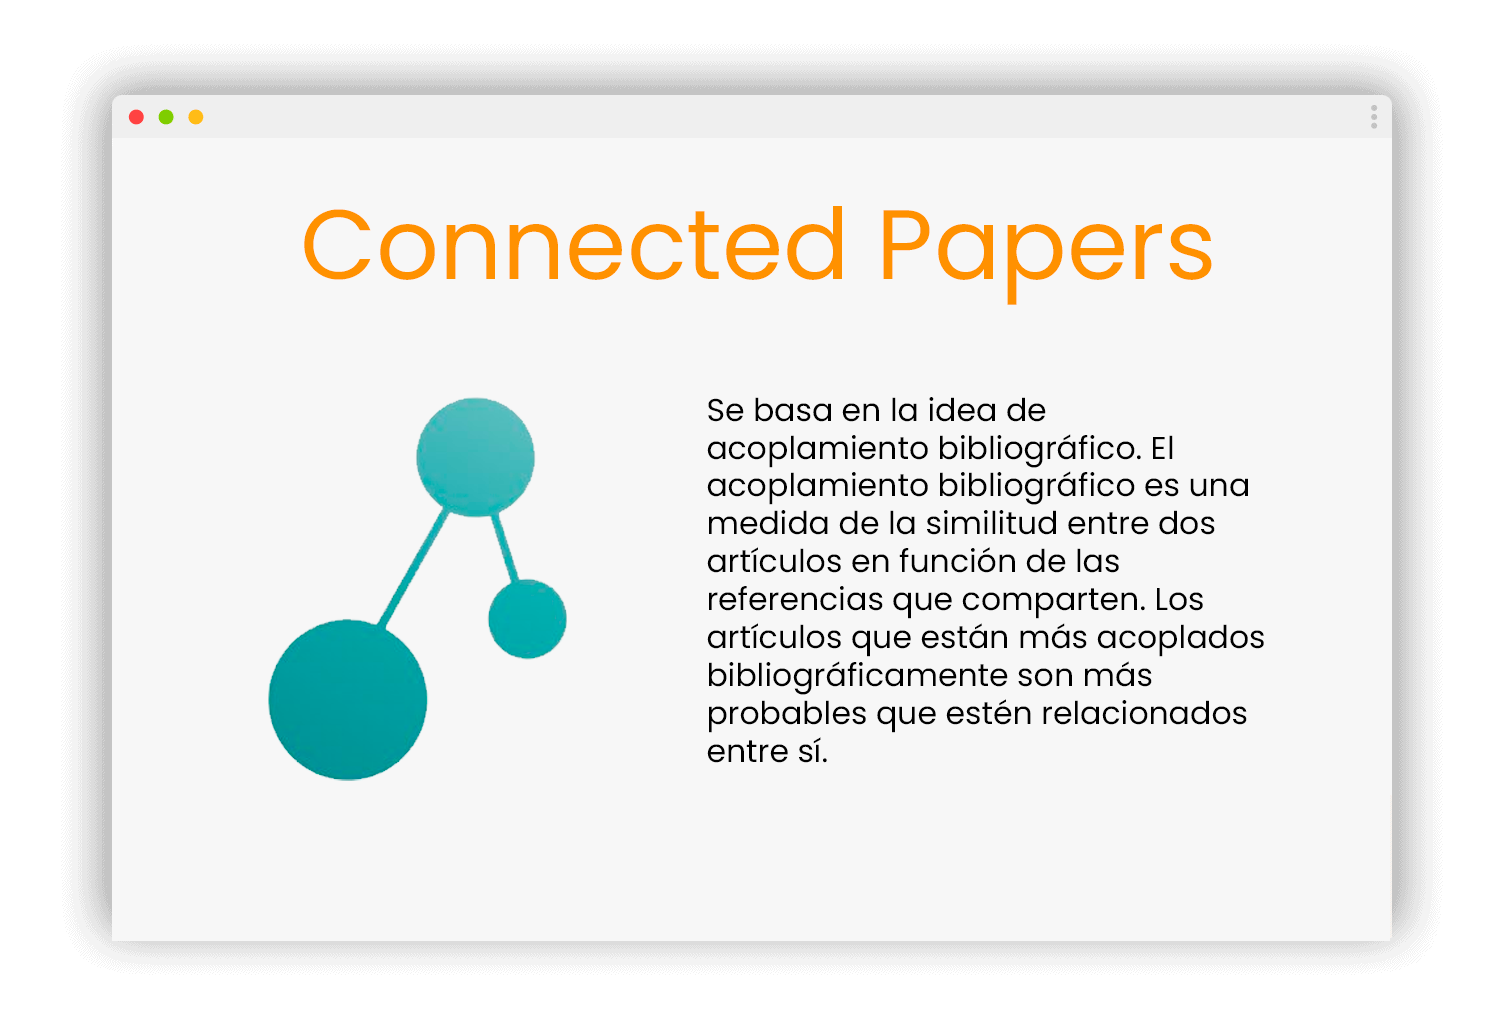 Connected Papers
Se basa en la idea de
acoplamiento bibliográfico. El
acoplamiento bibliográfico es una
medida de la similitud entre dos
artículos en función de las
referencias que comparten. Los
artículos que están más acoplados
bibliográficamente son más
probables que estén relacionados
entre sí.